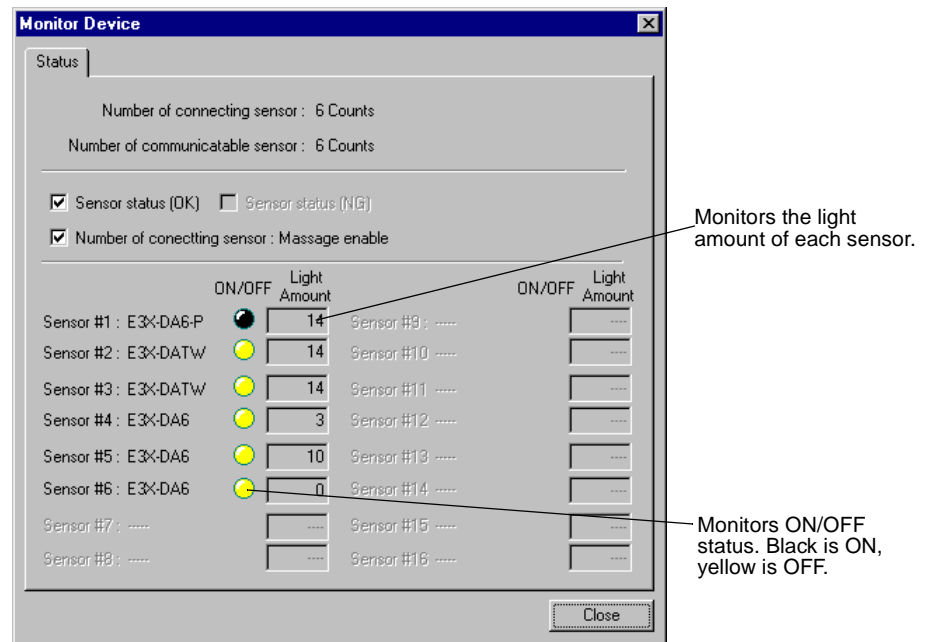 Monitor Device
Status
Number of connecting sensor : 6 Counts
Number of communicatable sensor : 6 Counts
Sensor status (OK) Sensor status (NG)
Number of conectting sensor : Massage enable
Monitors the light
amount of each sensor.
ON/OFF Light Amount ON/OFF Light Amount
Sensor #1 : E3X-DA6-P 14 Sensor #9 : ----- ----
Sensor #2 : E3X-DATW 14 Sensor #10 ----- ----
Sensor #3 : E3X-DATW 14 Sensor #11 ----- ----
Sensor #4 : E3X-DA6 3 Sensor #12 ----- ----
Sensor #5 : E3X-DA6 10 Sensor #13 ----- ----
Sensor #6 : E3X-DA6 0 Sensor #14 ----- ----
Sensor #7 : ----- ---- Sensor #15 ----- ----
Sensor #8 : ----- ---- Sensor #16 ----- ----
Monitors ON/OFF
status. Black is ON,
yellow is OFF.
Close